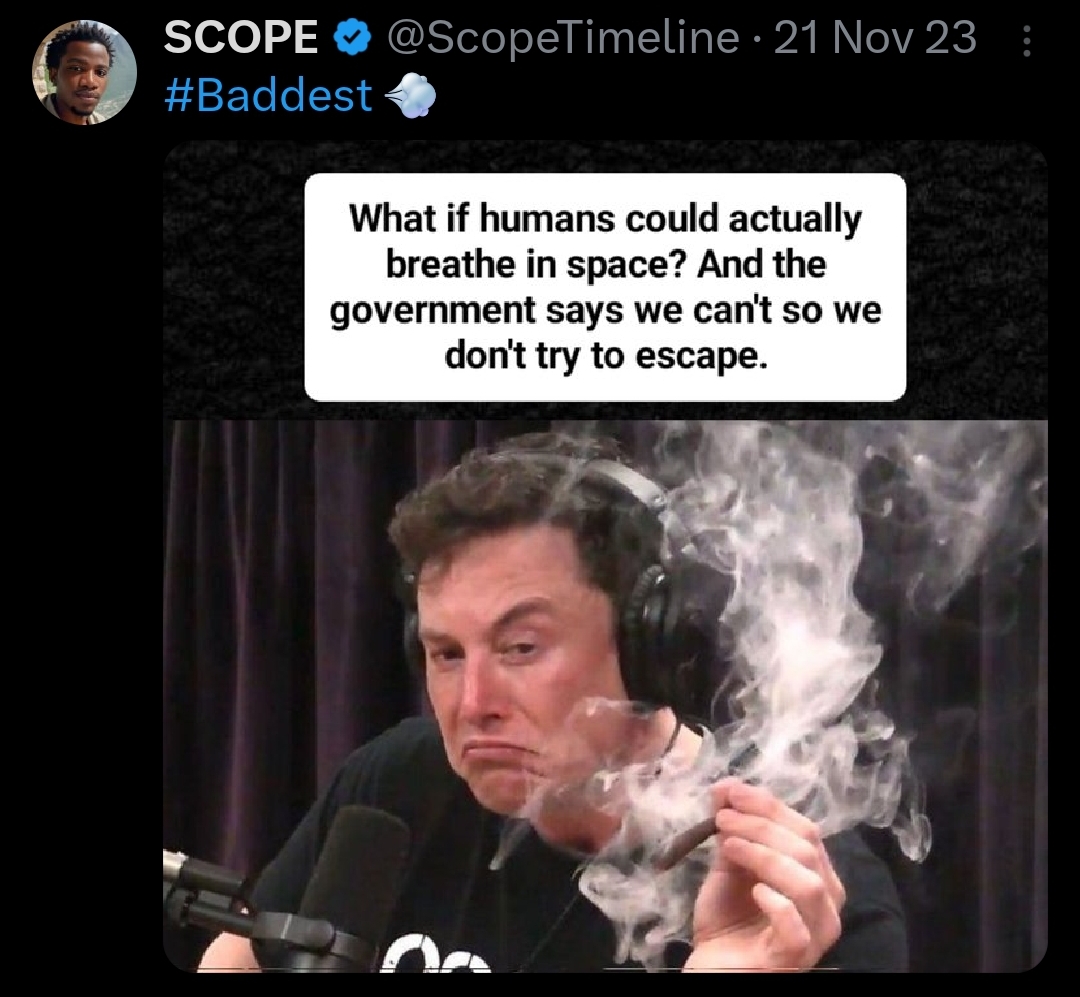 SCOPE @ScopeTimeline · 21 Nov 23
#Baddest
What if humans could actually
breathe in space? And the
government says we can't so we
don't try to escape.